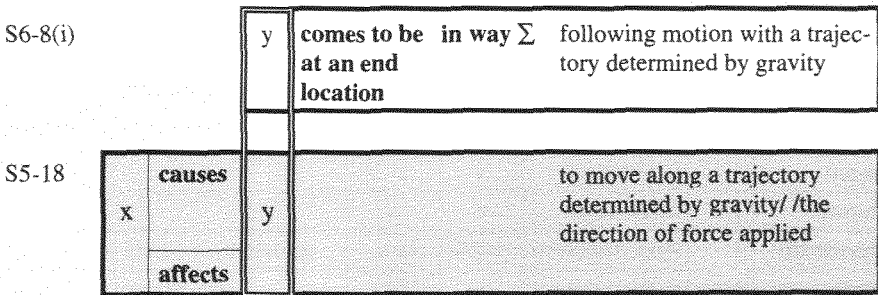 S6-8(i) y comes to be in way Σ following motion with a trajec-
at an end tory determined by gravity
location
S5-18 causes to move along a trajectory
x y determined by gravity/ /the
direction of force applied
affects